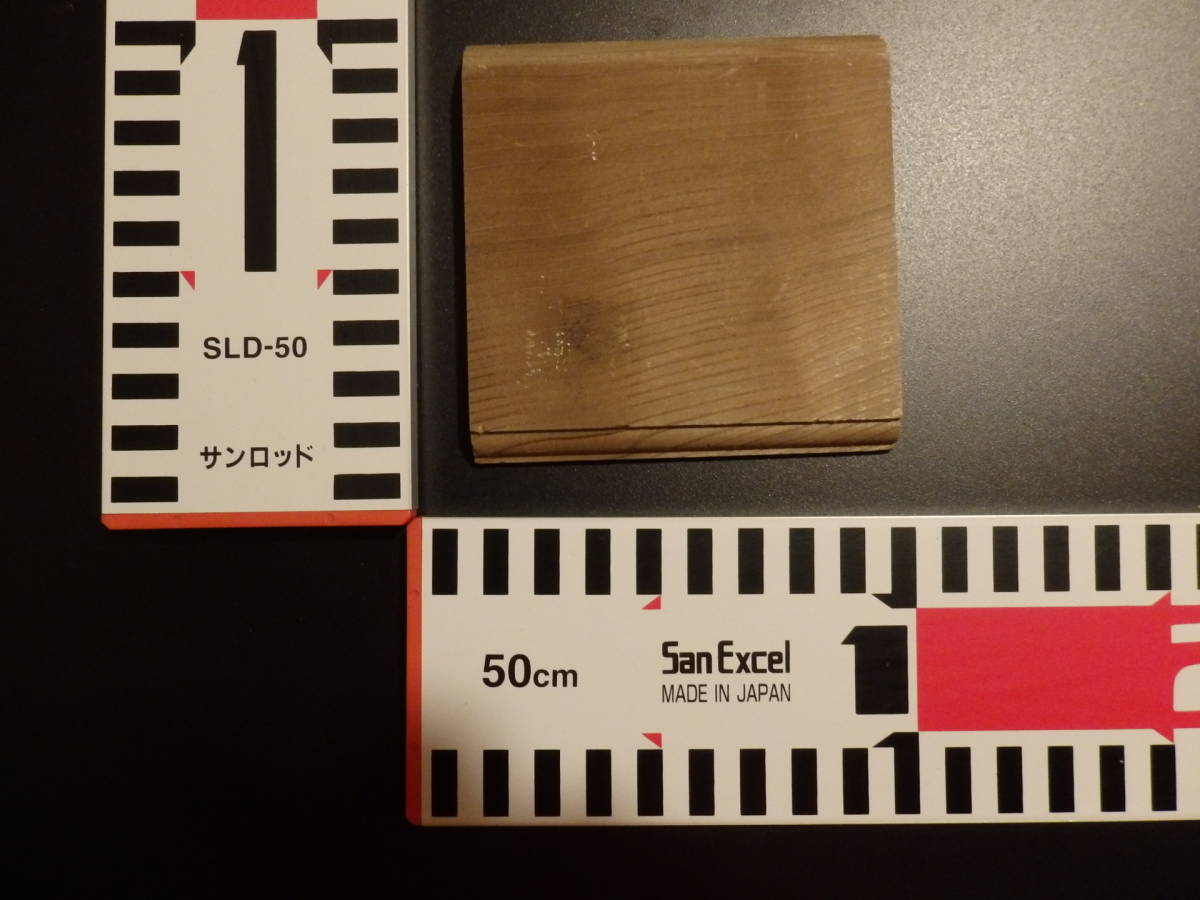 1
SLD-50
サンロッド
50cm
San Excel
MADE IN JAPAN
1